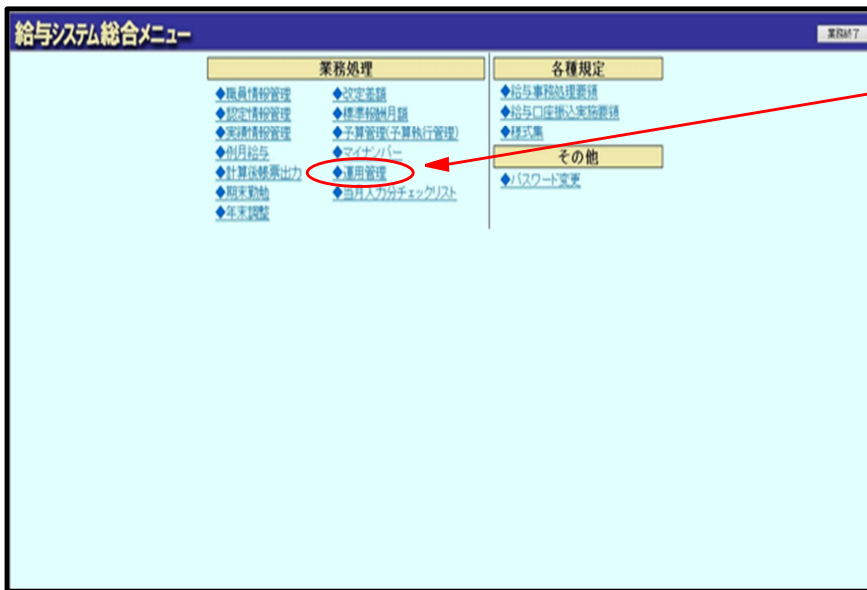 給与システム総合メニュー
業務終了
業務処理
◆職員情報管理
◆認定情報管理
◆実績情報管理
◆例月給与
◆計算後帳票出力
◆期末勤勉
◆年末調整
◆改定差額
◆標準報酬月額
◆予算管理(予算執行管理)
◆マイナンバー
◆運用管理
◆当月入力分チェックリスト
各種規定
◆給与事務処理要領
◆給与口座振込実施要領
◆様式集
その他
◆パスワード変更